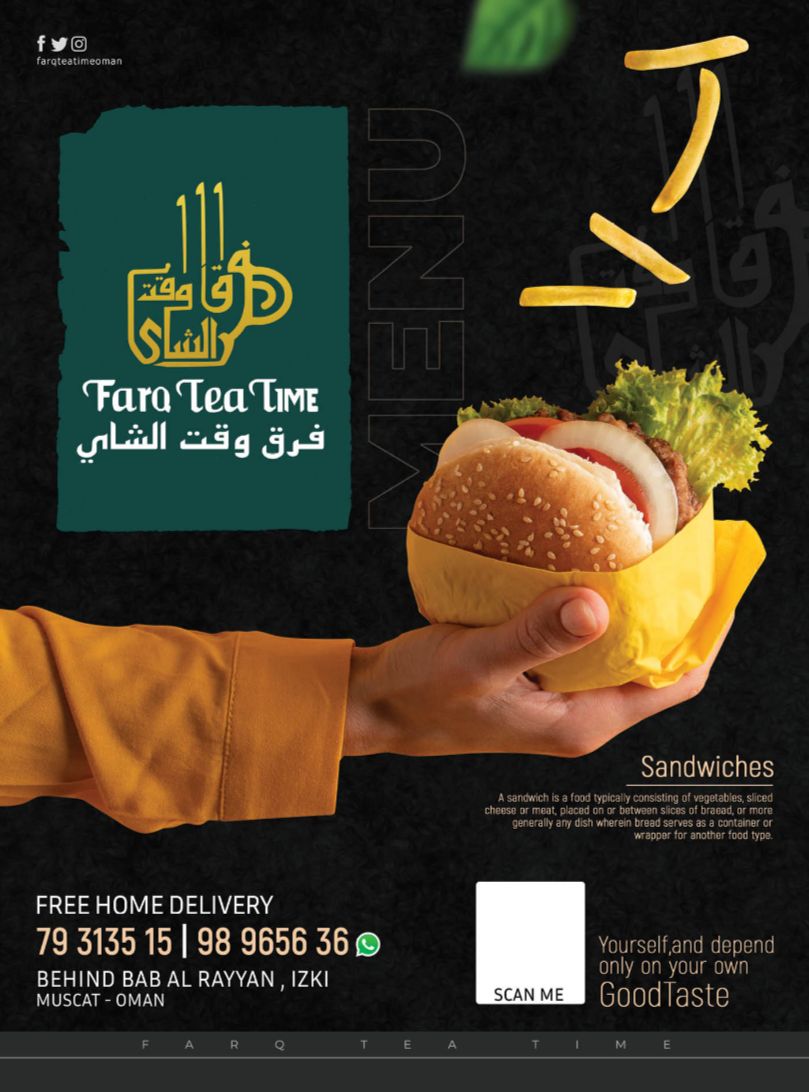 farqteatimeoman
MENU
فرق وقت الشاي
Farq Tea Time
فرق وقت الشاي
Sandwiches
A sandwich is a food typically consisting of vegetables, sliced
cheese or meat, placed on or between slices of braead, or more
generally any dish wherein bread serves as a container or
wrapper for another food type.
FREE HOME DELIVERY
79 3135 15 | 98 9656 36
BEHIND BAB AL RAYYAN , IZKI
MUSCAT - OMAN
SCAN ME
Yourself,and depend
only on your own
GoodTaste
FARQ TEA TIME